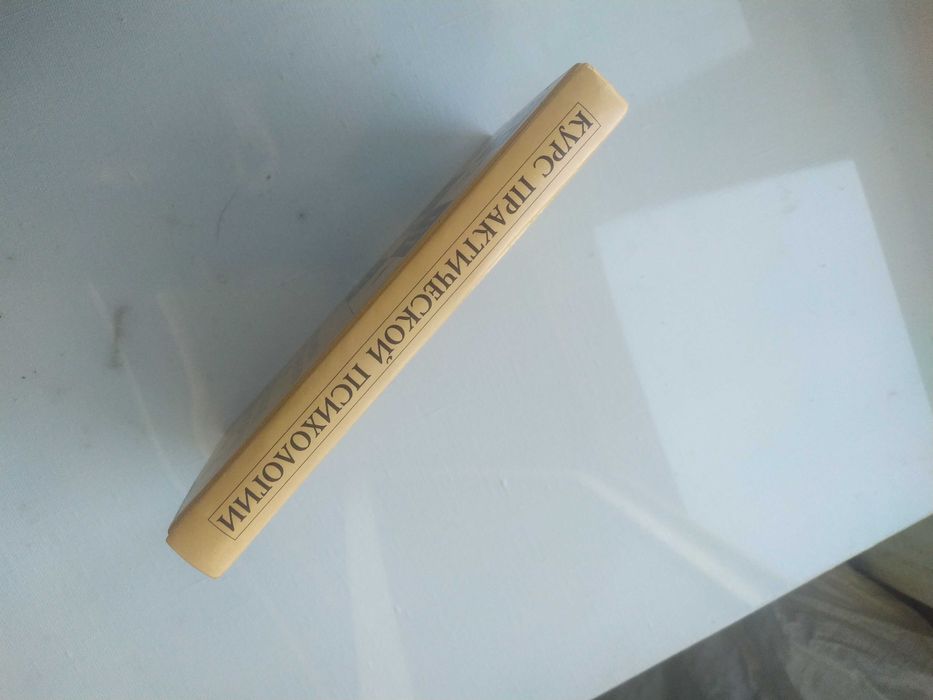 КУРС ПРАКТИЧЕСКОЙ ПСИХОЛОГИИ